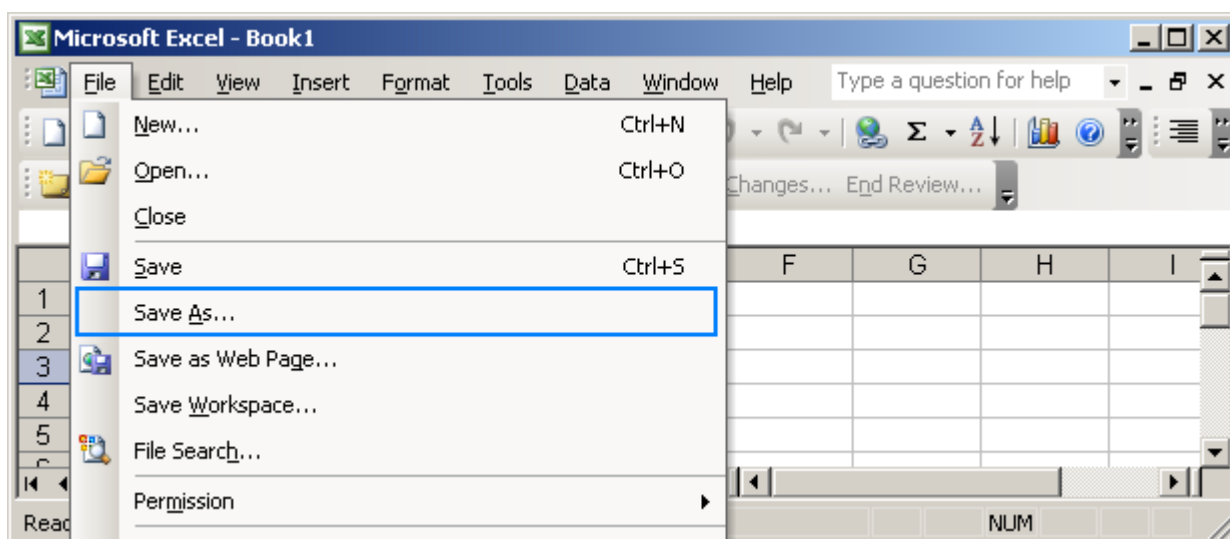 Microsoft Excel - Book1
File Edit View Insert Format Tools Data Window Help Type a question for help
New... Ctrl+N
Open... Ctrl+O
Changes... End Review...
Close
Save Ctrl+S
F G H I
1
Save As...
2
3 Save as Web Page...
4 Save Workspace...
5
File Search...
Permission
NUM